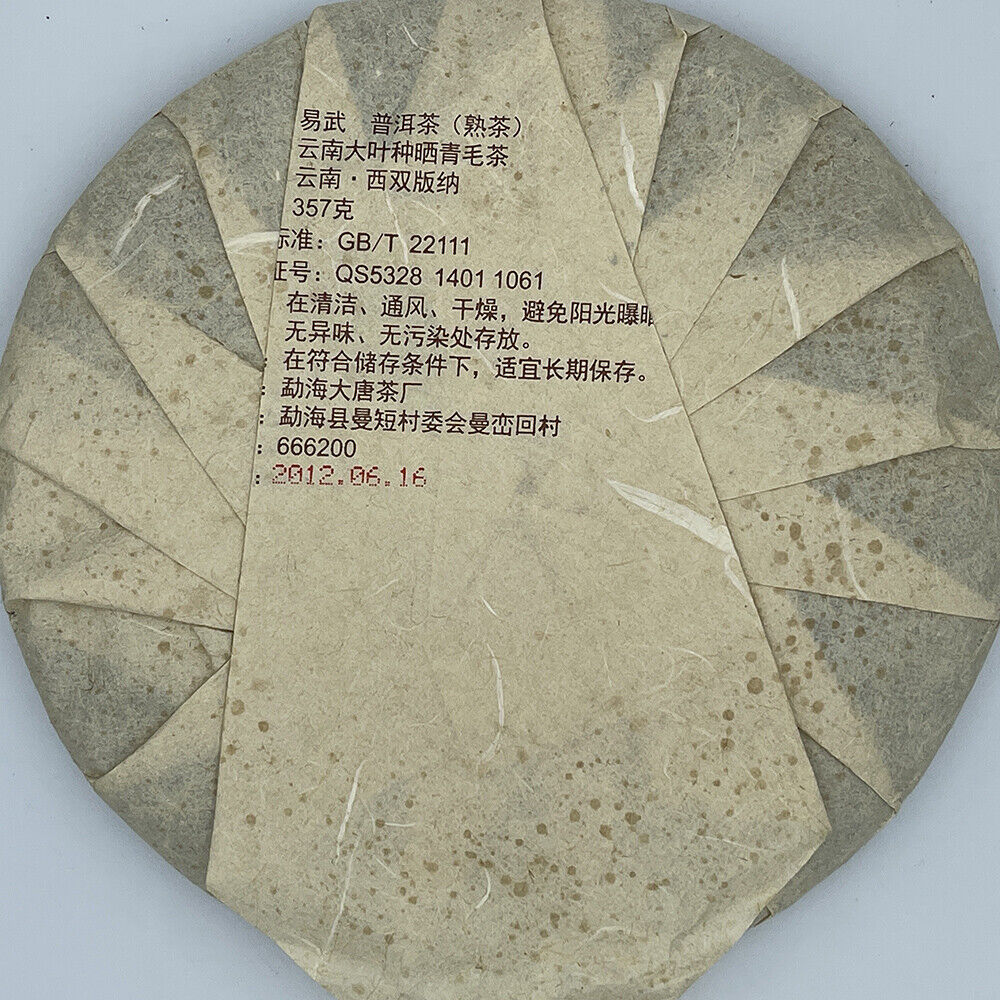 易武 普洱茶（熟茶）
云南大叶种晒青毛茶
云南·西双版纳
357克
标准：GB/T 22111
证号：QS5328 1401 1061
在清洁、通风、干燥，避免阳光曝晒
无异味、无污染处存放。
：在符合储存条件下，适宜长期保存。
：勐海大唐茶厂
：勐海县曼短村委会曼峦回村
：666200
：2012.06.16